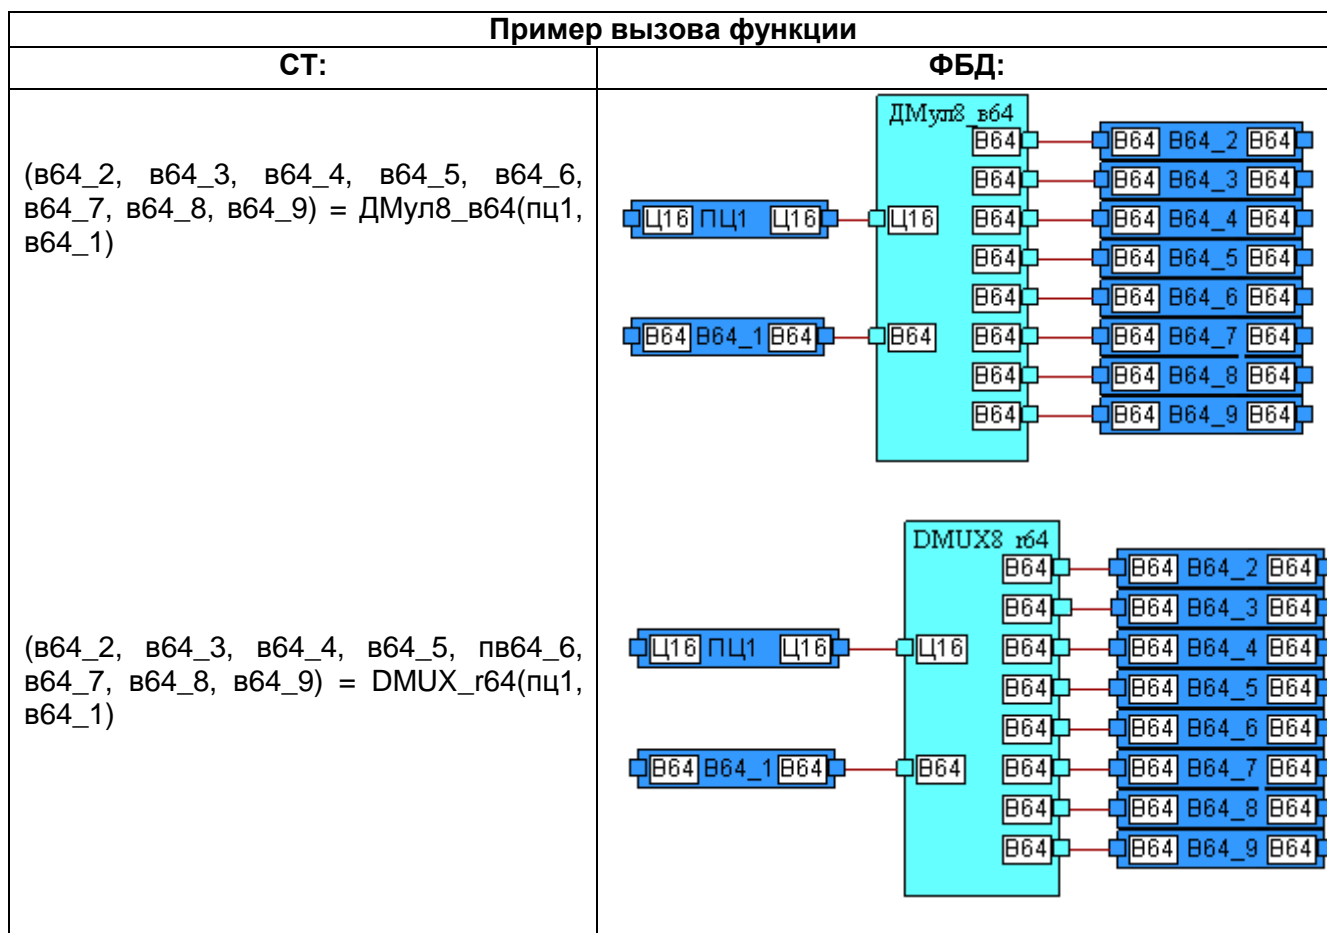 Пример вызова функции
СТ:
ФБД:
(в64_2, в64_3, в64_4, в64_5, в64_6,
в64_7, в64_8, в64_9) = ДМул8_в64(пц1,
в64_1)
ДМул8_в64
В64 В64 В64_2 В64
В64 В64 В64_3 В64
Ц16 ПЦ1 Ц16 Ц16 В64 В64 В64_4 В64
В64 В64 В64_5 В64
В64 В64 В64_6 В64
В64 В64_1 В64 В64 В64 В64 В64_7 В64
В64 В64 В64_8 В64
В64 В64 В64_9 В64
(в64_2, в64_3, в64_4, в64_5, пв64_6,
в64_7, в64_8, в64_9) = DMUX_r64(пц1,
в64_1)
DMUX8_r64
В64 В64 В64_2 В64
В64 В64 В64_3 В64
Ц16 ПЦ1 Ц16 Ц16 В64 В64 В64_4 В64
В64 В64 В64_5 В64
В64 В64 В64_6 В64
В64 В64_1 В64 В64 В64 В64 В64_7 В64
В64 В64 В64_8 В64
В64 В64 В64_9 В64